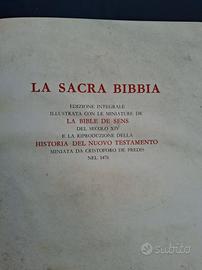 LA SACRA BIBBIA
EDIZIONE INTEGRALE
ILLUSTRATA CON LE MINIATURE DE
LA BIBLE DE SENS
DEL SECOLO XIV
E LA RIPRODUZIONE DELLA
HISTORIA DEL NUOVO TESTAMENTO
MINIATA DA CRISTOFORO DE PREDIS
NEL 1476
subito